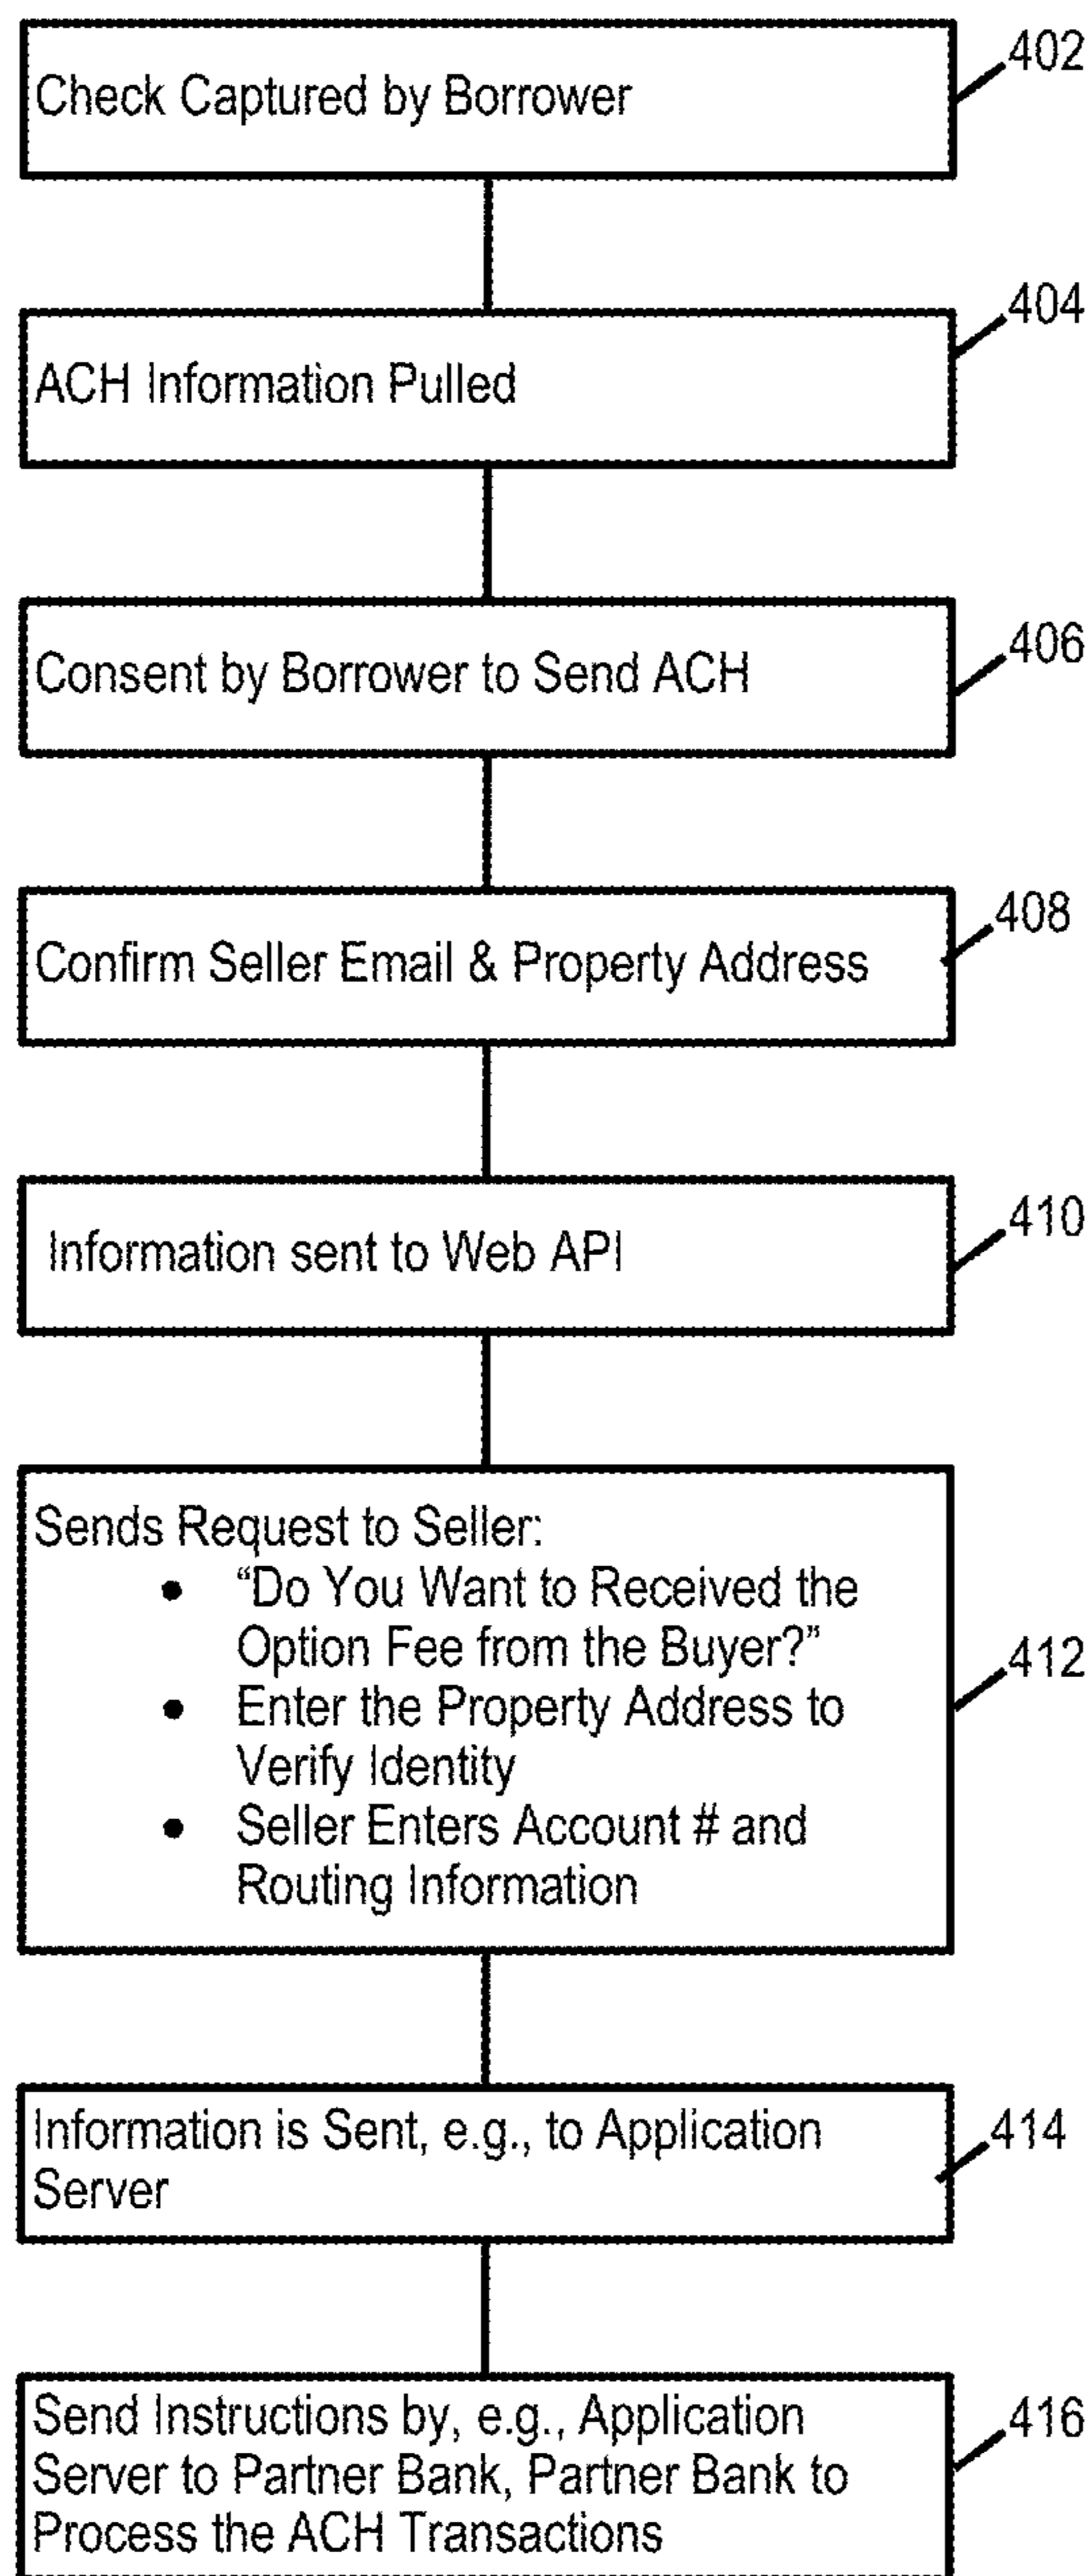 Check Captured by Borrower
402
ACH Information Pulled
404
Consent by Borrower to Send ACH
406
Confirm Seller Email & Property Address
408
Information sent to Web API
410
Sends Request to Seller:
• “Do You Want to Received the
Option Fee from the Buyer?”
• Enter the Property Address to
Verify Identity
• Seller Enters Account # and
Routing Information
412
Information is Sent, e.g., to Application
Server
414
Send Instructions by, e.g., Application
Server to Partner Bank, Partner Bank to
Process the ACH Transactions
416